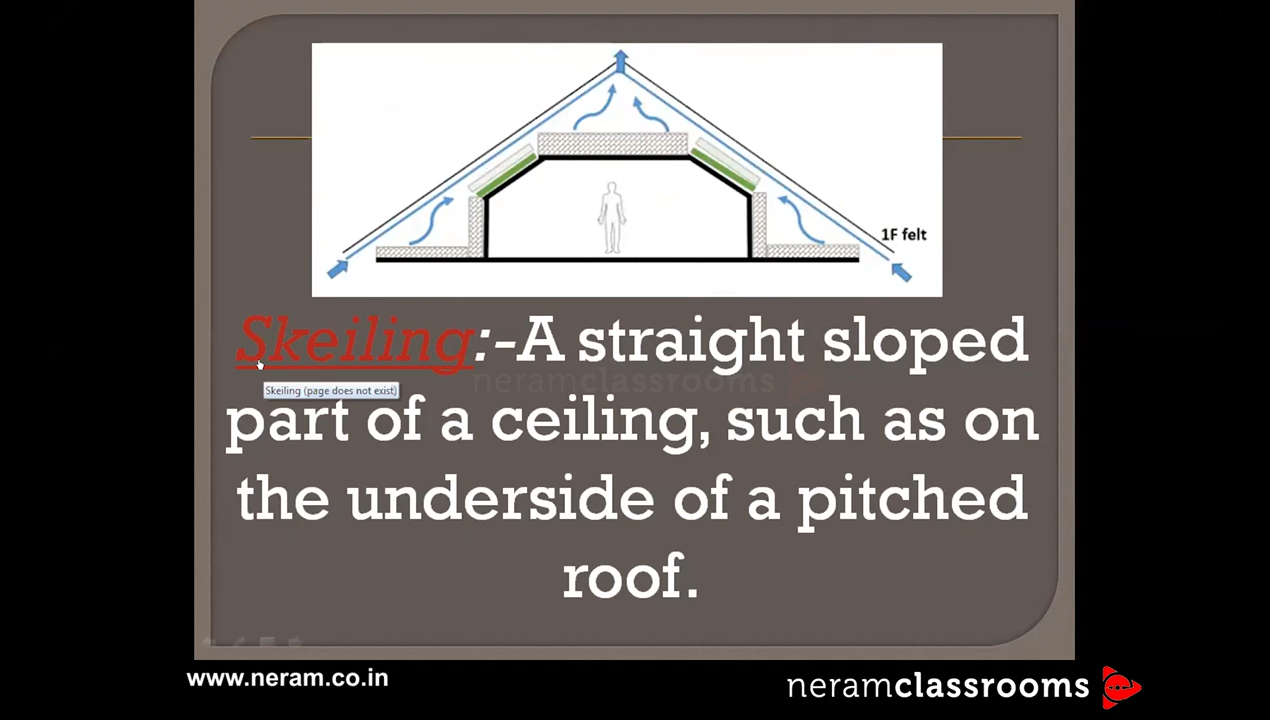 1F felt
Skeiling:-A straight sloped
neramclassrooms
Skeiling (page does not exist)
part of a ceiling, such as on
the underside of a pitched
roof.
www.neram.co.in
neramclassrooms